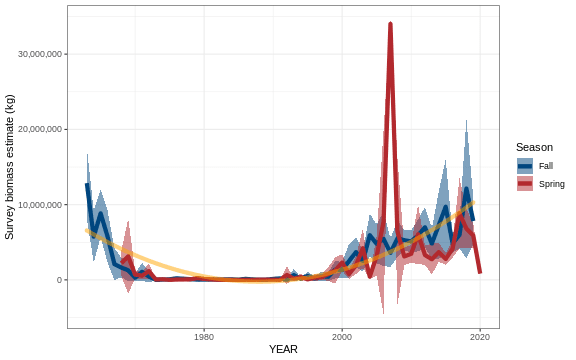 Survey biomass estimate (kg)
30,000,000
20,000,000
10,000,000
0
1980
2000
2020
YEAR
Season
Fall
Spring